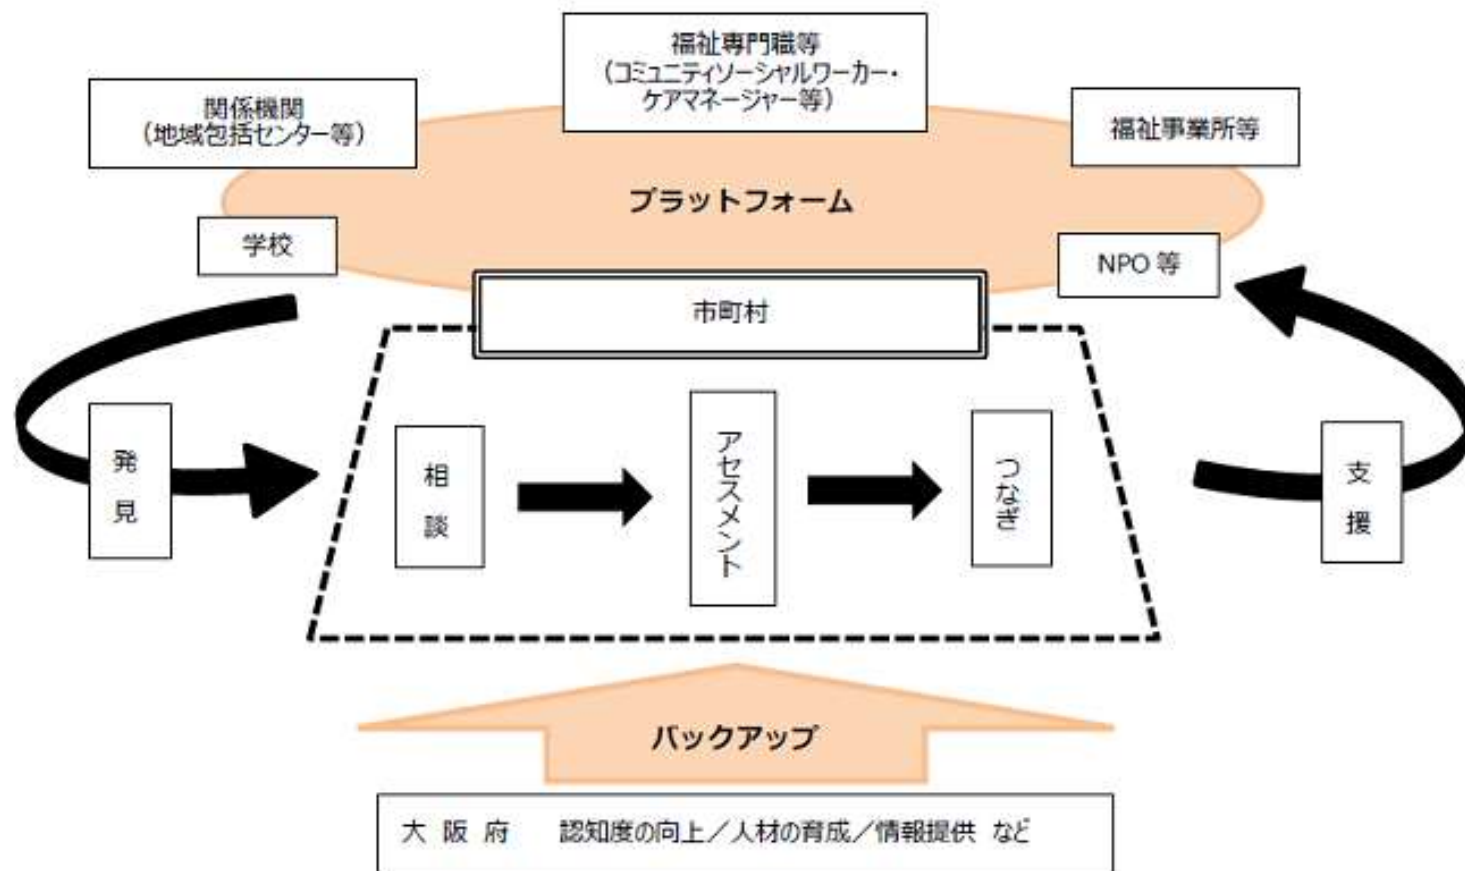 福祉専門職等
（コミュニティソーシャルワーカー・
ケアマネージャー等）
関係機関
（地域包括センター等）
福祉事業所等
プラットフォーム
学校
NPO 等
市町村
発見
相談
アセスメント
つなぎ
支援
バックアップ
大 阪 府　認知度の向上／人材の育成／情報提供 など